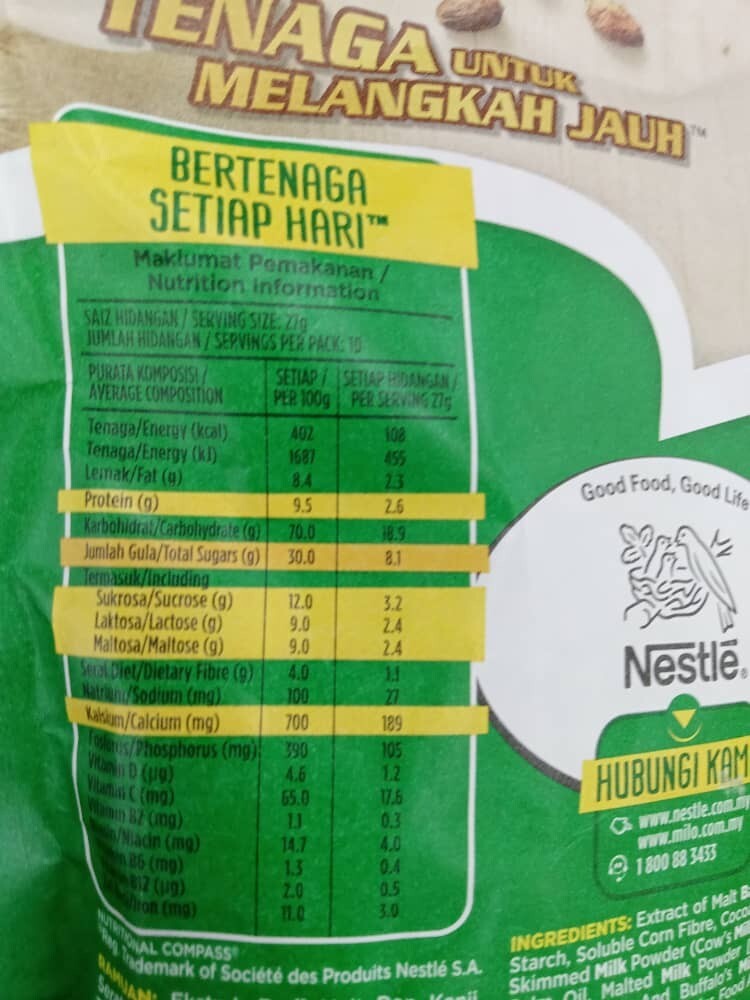 TENAGA UNTUK
MELANGKAH JAUH™
BERTENAGA
SETIAP HARI™
Maklumat Pemakanan /
Nutrition Information
SAIZ HIDANGAN / SERVING SIZE: 27g
JUMLAH HIDANGAN / SERVINGS PER PACK: 10
PURATA KOMPOSISI / AVERAGE COMPOSITION SETIAP / PER 100g SETIAP HIDANGAN / PER SERVING 27g
Tenaga/Energy (kcal) 402 108
Tenaga/Energy (kJ) 1687 455
Lemak/Fat (g) 8.4 2.3
Protein (g) 9.5 2.6
Karbohidrat/Carbohydrate (g) 70.0 18.9
Jumlah Gula/Total Sugars (g) 30.0 8.1
Termasuk/Including
Sukrosa/Sucrose (g) 12.0 3.2
Laktosa/Lactose (g) 9.0 2.4
Maltosa/Maltose (g) 9.0 2.4
Serat Diet/Dietary Fibre (g) 4.0 1.1
Natrium/Sodium (mg) 100 27
Kalsium/Calcium (mg) 700 189
Fosforus/Phosphorus (mg) 390 105
Vitamin D (µg) 4.6 1.2
Vitamin C (mg) 65.0 17.6
Vitamin B2 (mg) 1.1 0.3
/Niacin (mg) 14.7 4.0
B6 (mg) 1.3 0.4
B12 (µg) 2.0 0.5
/Iron (mg) 11.0 3.0
NUTRITIONAL COMPASS®
Reg. Trademark of Société des Produits Nestlé S.A.
RAMUAN:
Good Food, Good Life
Nestlé®
HUBUNGI KAM
www.nestle.com.my
www.milo.com.my
1 800 88 3433
INGREDIENTS: Extract of Malt
Starch, Soluble Corn Fibre, Cocoa
Skimmed Milk Powder (Cow's
Oil, Malted Milk Powder
Buffalo's